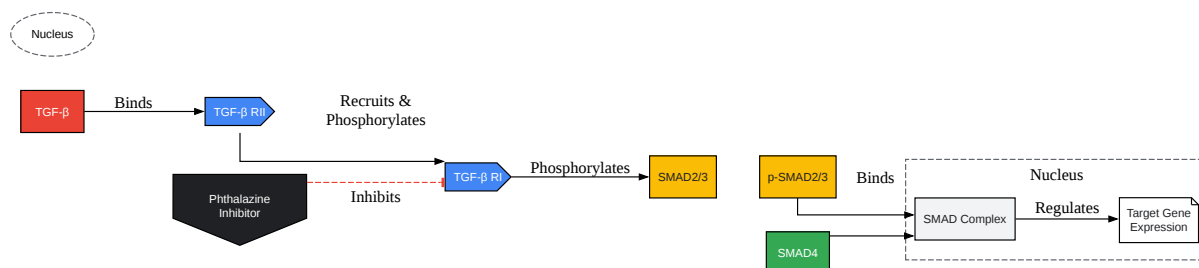 Nucleus
TGF-β
Binds
TGF-β RII
Recruits &
Phosphorylates
Phthalazine
Inhibitor
Inhibits
TGF-β RI
Phosphorylates
SMAD2/3
p-SMAD2/3
Binds
SMAD4
Nucleus
SMAD Complex
Regulates
Target Gene
Expression